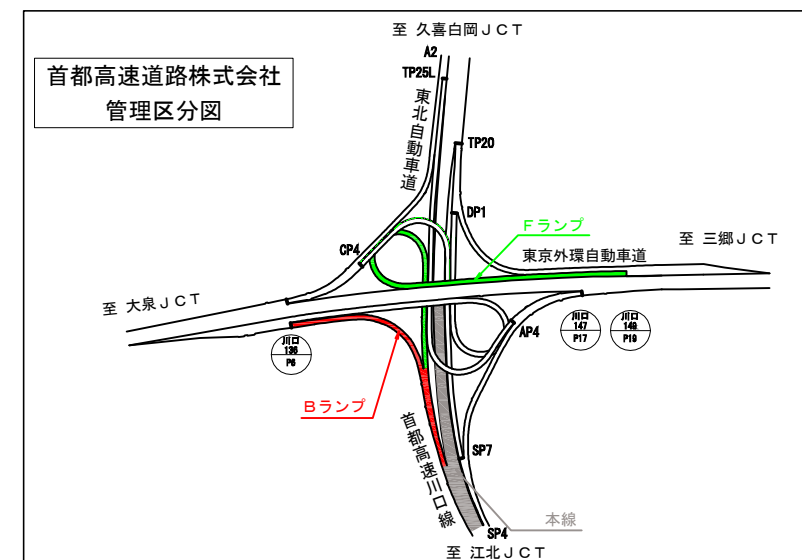 至 久喜白岡ＪＣＴ
首都高速道路株式会社
管理区分図
A2
TP25L
東北自動車道
TP20
DP1
Ｆランプ
CP4
東京外環自動車道
至 三郷ＪＣＴ
至 大泉ＪＣＴ
川口
136
P6
AP4
川口
147
P17
川口
149
P19
Ｂランプ
首都高速川口線
SP7
本線
SP4
至 江北ＪＣＴ